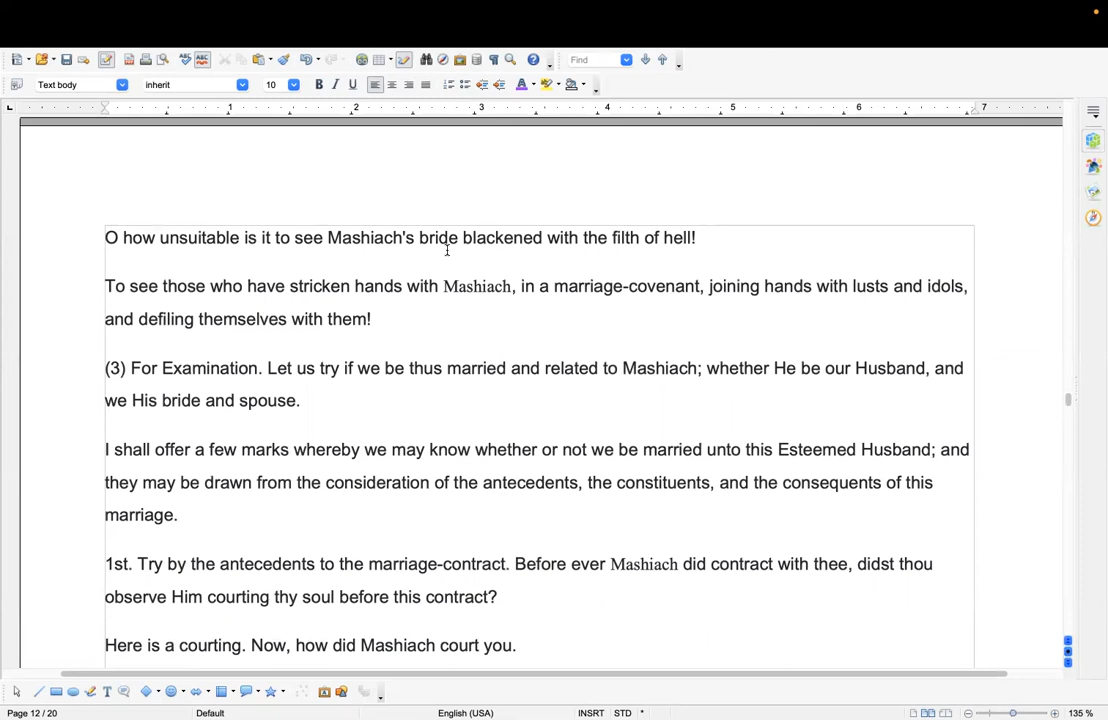 Find
Text body
inherit
10
1 2 3 4 5 6 7
O how unsuitable is it to see Mashiach's bride blackened with the filth of hell!
To see those who have stricken hands with Mashiach, in a marriage-covenant, joining hands with lusts and idols,
and defiling themselves with them!
(3) For Examination. Let us try if we be thus married and related to Mashiach; whether He be our Husband, and
we His bride and spouse.
I shall offer a few marks whereby we may know whether or not we be married unto this Esteemed Husband; and
they may be drawn from the consideration of the antecedents, the constituents, and the consequents of this
marriage.
1st. Try by the antecedents to the marriage-contract. Before ever Mashiach did contract with thee, didst thou
observe Him courting thy soul before this contract?
Here is a courting. Now, how did Mashiach court you.
Page 12 / 20 Default English (USA) INSRT STD * 135 %